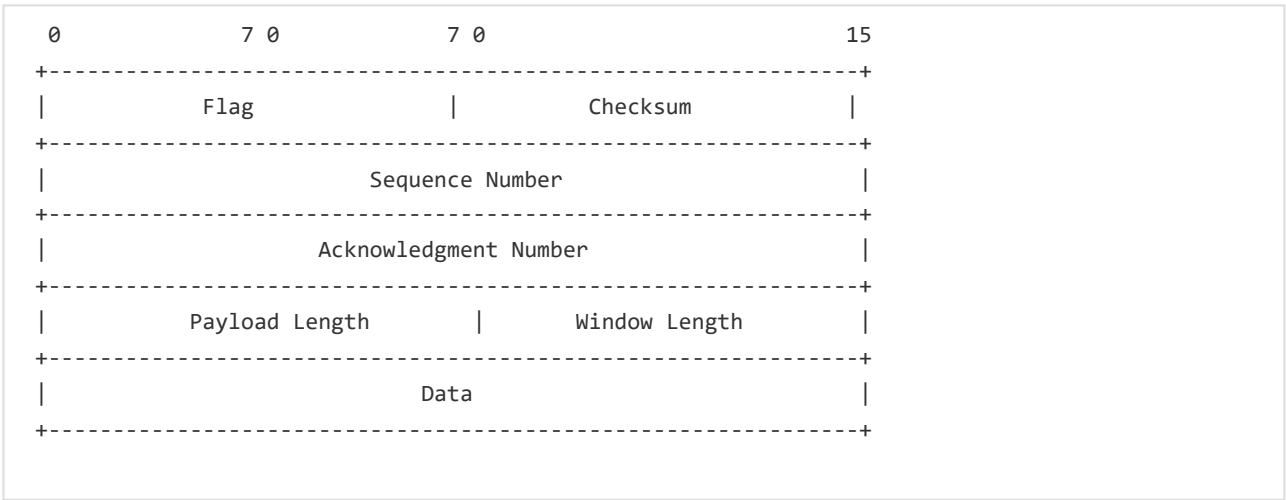 0 7 0 7 0 15
+---------------------------------------------------------------+
| Flag | Checksum |
+---------------------------------------------------------------+
| Sequence Number |
+---------------------------------------------------------------+
| Acknowledgment Number |
+---------------------------------------------------------------+
| Payload Length | Window Length |
+---------------------------------------------------------------+
| Data |
+---------------------------------------------------------------+